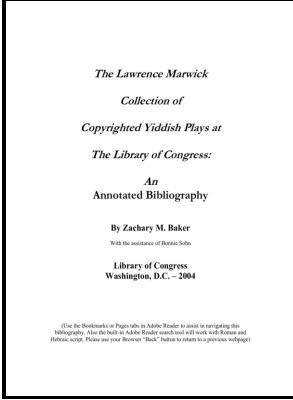 The Lawrence Marwick
Collection of
Copyrighted Yiddish Plays at
The Library of Congress:
An
Annotated Bibliography
By Zachary M. Baker
With the assistance of Bonnie Sohn
Library of Congress
Washington, D.C. – 2004
(Use the Bookmarks or Pages tabs in Adobe Reader to assist in navigating this
bibliography. Also the built-in Adobe Reader search tool will work with Roman and
Hebraic script. Please use your Browser “Back” button to return to a previous webpage)